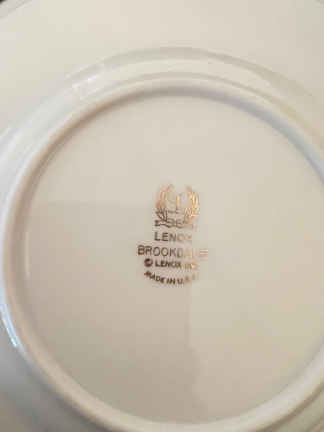 L
LENOX
BROOKDALE
© LENOX INC.
MADE IN U.S.A.